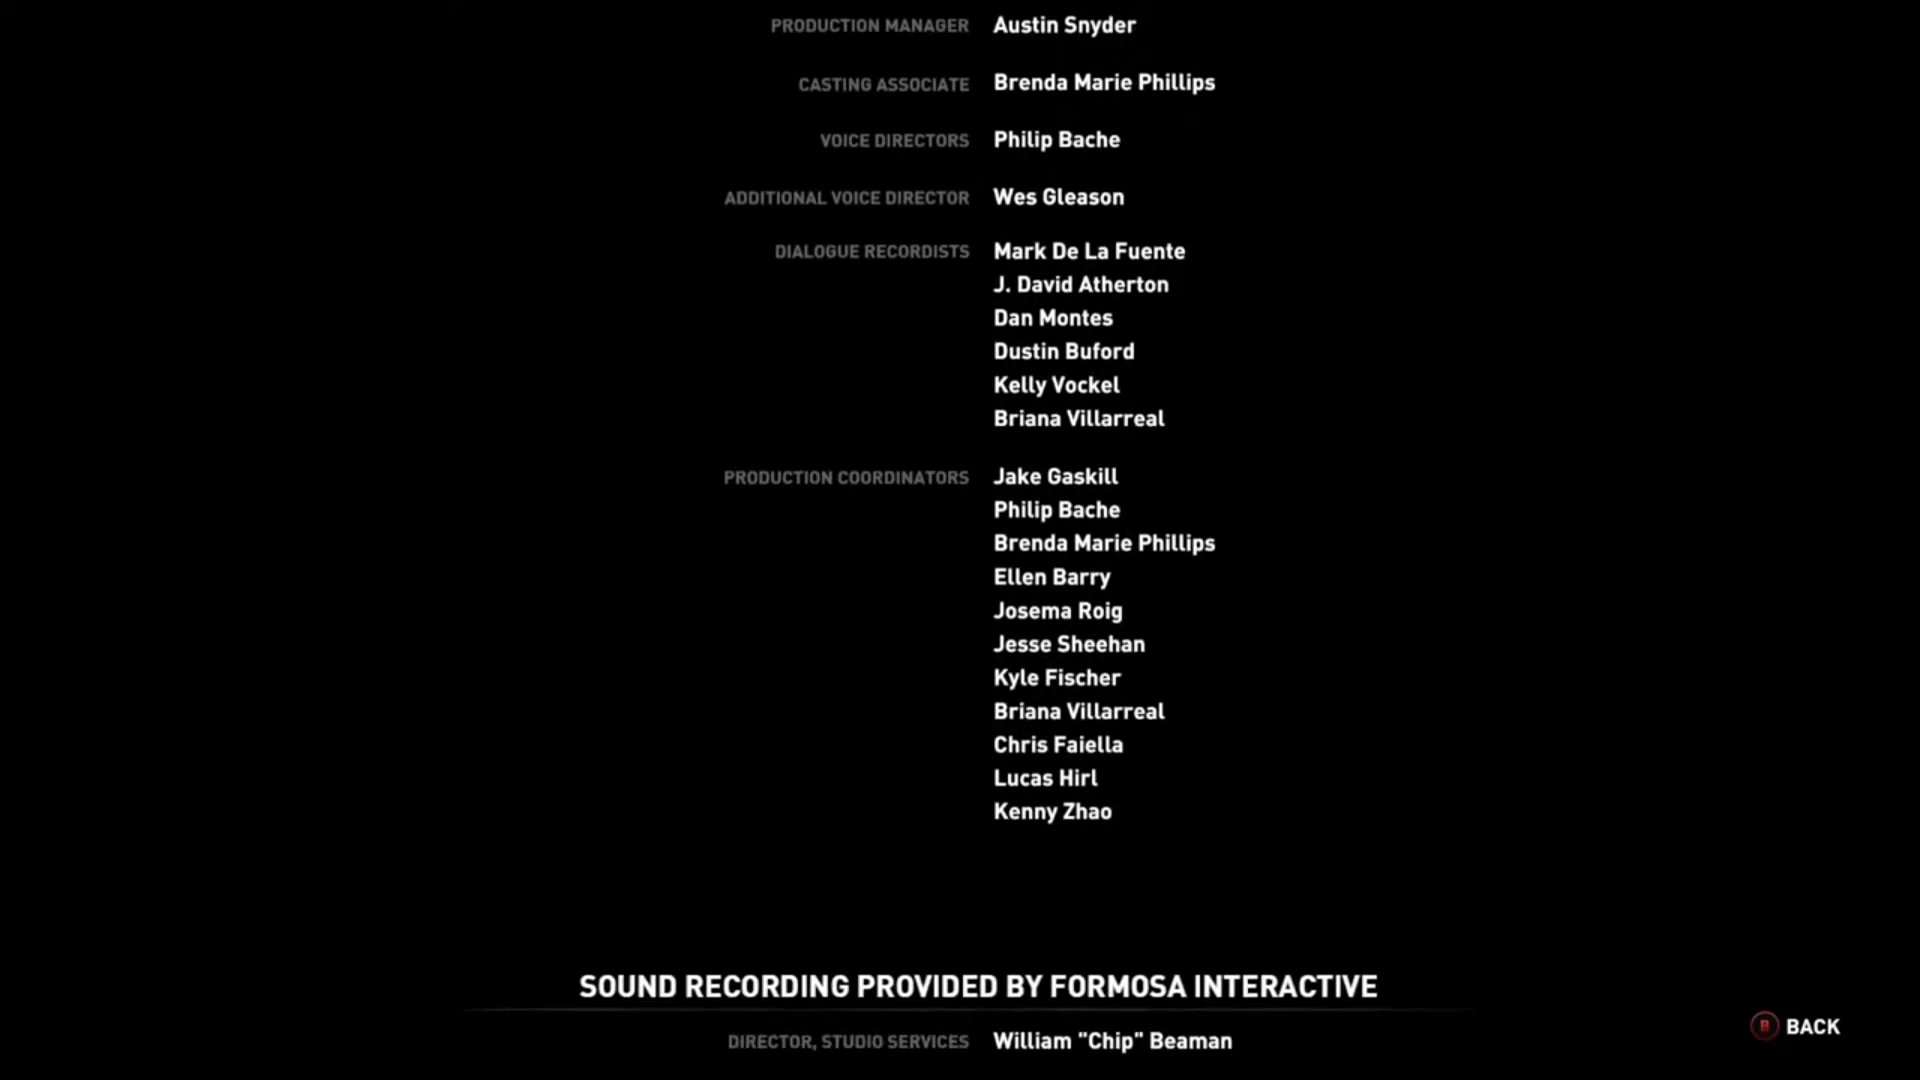 PRODUCTION MANAGER Austin Snyder
CASTING ASSOCIATE Brenda Marie Phillips
VOICE DIRECTORS Philip Bache
ADDITIONAL VOICE DIRECTOR Wes Gleason
DIALOGUE RECORDISTS Mark De La Fuente
J. David Atherton
Dan Montes
Dustin Buford
Kelly Vockel
Briana Villarreal
PRODUCTION COORDINATORS Jake Gaskill
Philip Bache
Brenda Marie Phillips
Ellen Barry
Josema Roig
Jesse Sheehan
Kyle Fischer
Briana Villarreal
Chris Faiella
Lucas Hirl
Kenny Zhao
SOUND RECORDING PROVIDED BY FORMOSA INTERACTIVE
DIRECTOR, STUDIO SERVICES William "Chip" Beaman
B BACK